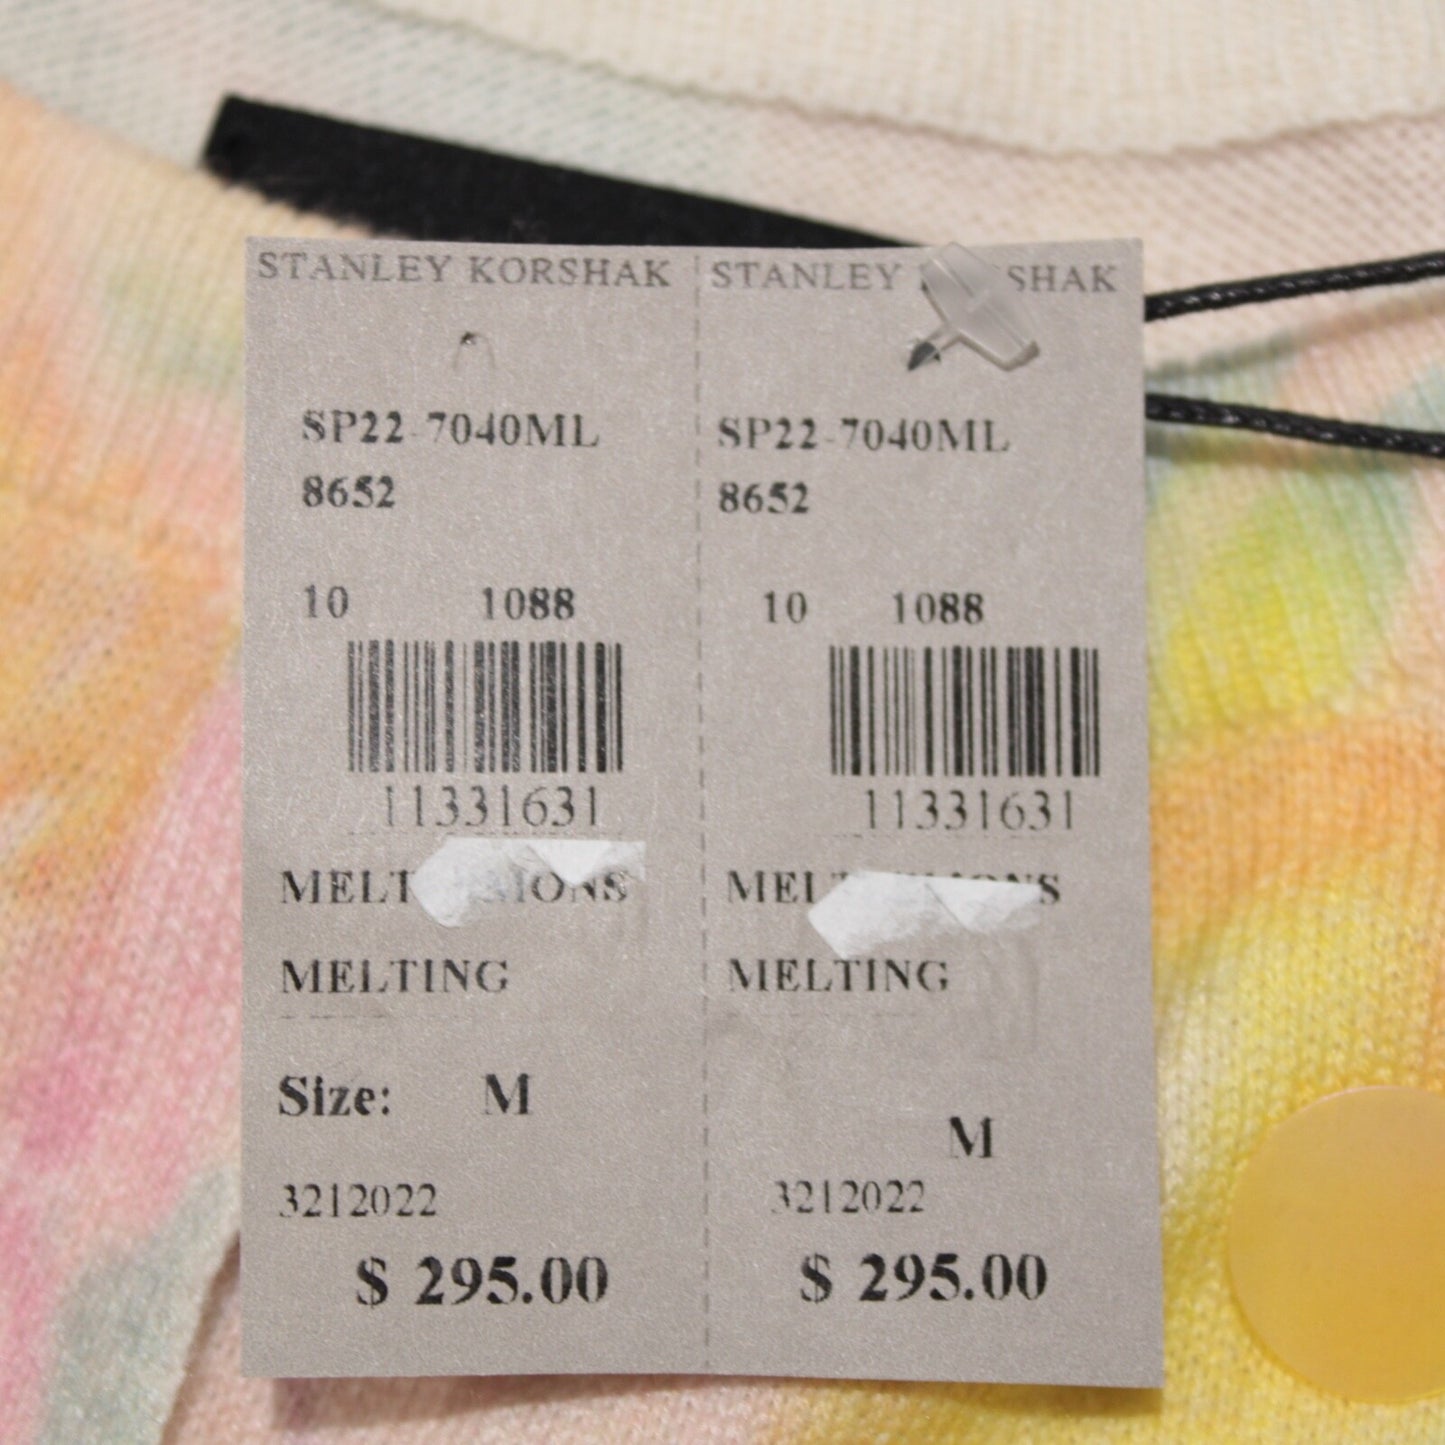 STANLEY KORSHAK
SP22-7040ML
8652
10 1088
11331631
MELTING
Size: M
3212022
$ 295.00
STANLEY
SP22-7040ML
8652
10 1088
11331631
MELTING
M
3212022
$ 295.00